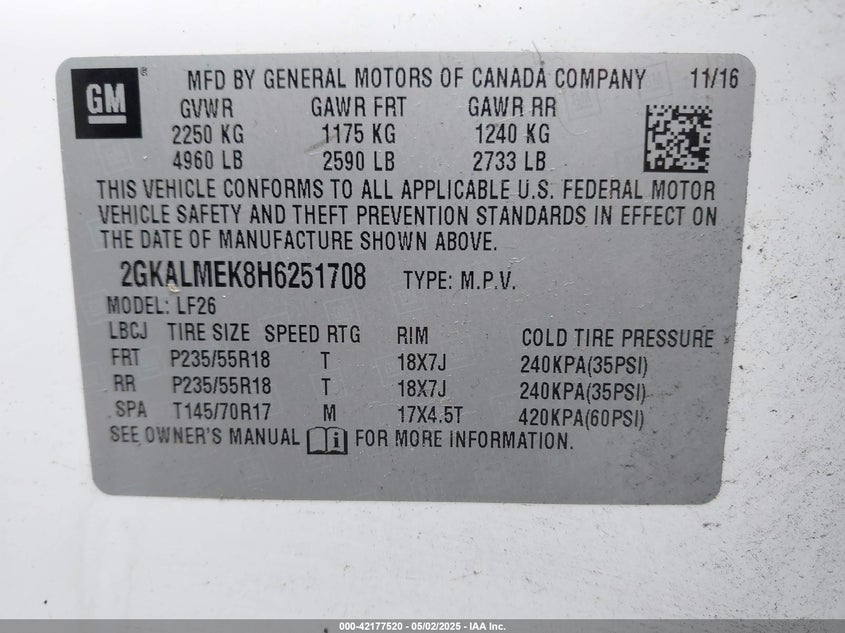 GM
MFD BY GENERAL MOTORS OF CANADA COMPANY 11/16
GVWR GAWR FRT GAWR RR
2250 KG 1175 KG 1240 KG
4960 LB 2590 LB 2733 LB
THIS VEHICLE CONFORMS TO ALL APPLICABLE U.S. FEDERAL MOTOR
VEHICLE SAFETY AND THEFT PREVENTION STANDARDS IN EFFECT ON
THE DATE OF MANUFACTURE SHOWN ABOVE.
2GKALMEK8H6251708 TYPE: M.P.V.
MODEL: LF26
LBCJ TIRE SIZE SPEED RTG RIM COLD TIRE PRESSURE
FRT P235/55R18 T 18X7J 240KPA(35PSI)
RR P235/55R18 T 18X7J 240KPA(35PSI)
SPA T145/70R17 M 17X4.5T 420KPA(60PSI)
SEE OWNER'S MANUAL i FOR MORE INFORMATION.
000-42177520 - 05/02/2025 - IAA Inc.